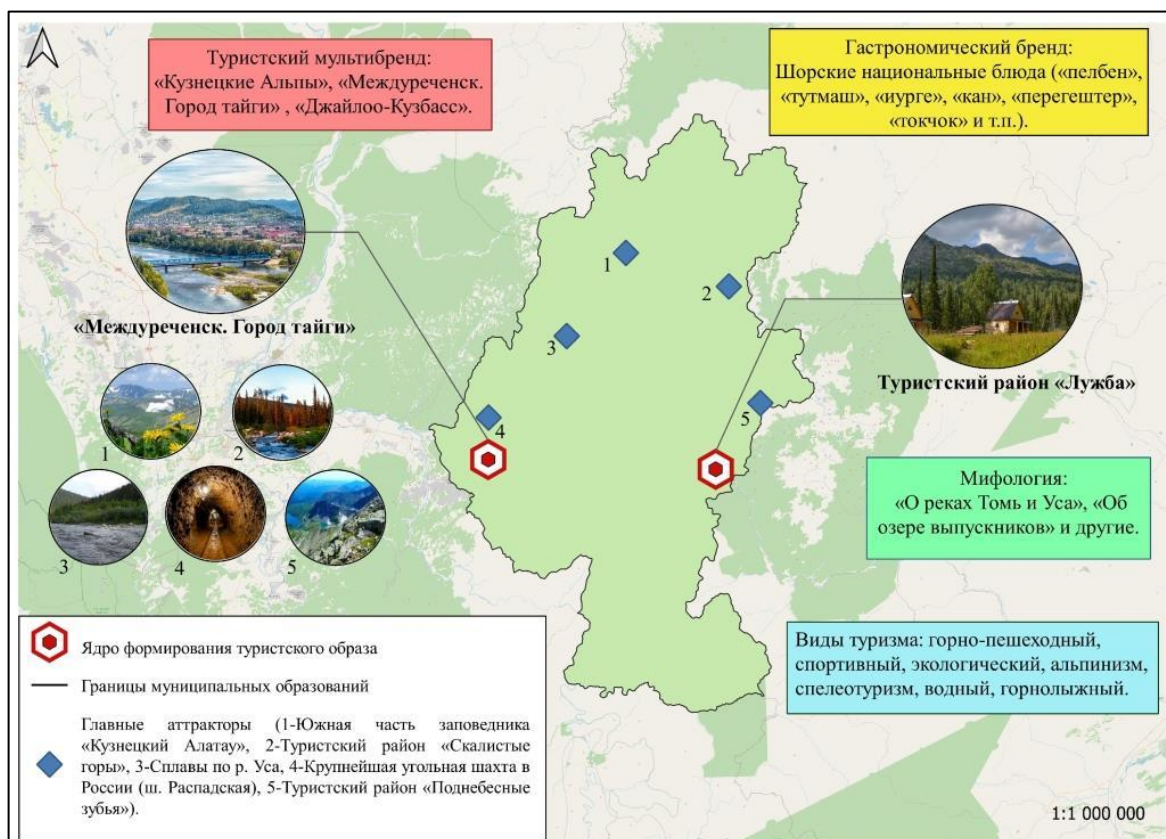 Туристский мультибренд:
«Кузнецкие Альпы», «Междуреченск.
Город тайги» , «Джайлоо-Кузбасс».
Гастрономический бренд:
Шорские национальные блюда («пелбен»,
«тутмаш», «иурге», «кан», «перегештер»,
«токчок» и т.п.).
«Междуреченск. Город тайги»
1
2
3
4
5
1
2
3
4
5
Туристский район «Лужба»
Мифология:
«О реках Томь и Уса», «Об
озере выпускников» и другие.
Виды туризма: горно-пешеходный,
спортивный, экологический, альпинизм,
спелеотуризм, водный, горнолыжный.
Ядро формирования туристского образа
Границы муниципальных образований
Главные аттракторы (1-Южная часть заповедника
«Кузнецкий Алатау», 2-Туристский район «Скалистые
горы», 3-Сплавы по р. Уса, 4-Крупнейшая угольная шахта в
России (ш. Распадская), 5-Туристский район «Поднебесные
зубья»).
1:1 000 000